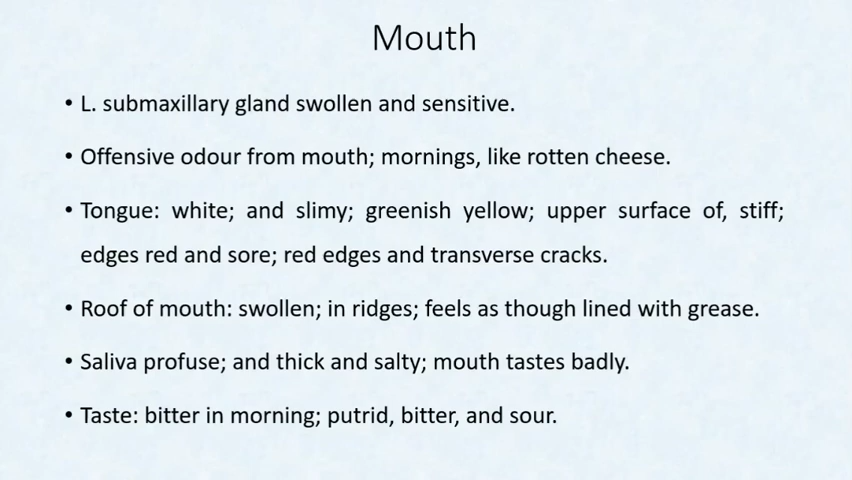 Mouth
• L. submaxillary gland swollen and sensitive.
• Offensive odour from mouth; mornings, like rotten cheese.
• Tongue: white; and slimy; greenish yellow; upper surface of, stiff;
edges red and sore; red edges and transverse cracks.
• Roof of mouth: swollen; in ridges; feels as though lined with grease.
• Saliva profuse; and thick and salty; mouth tastes badly.
• Taste: bitter in morning; putrid, bitter, and sour.